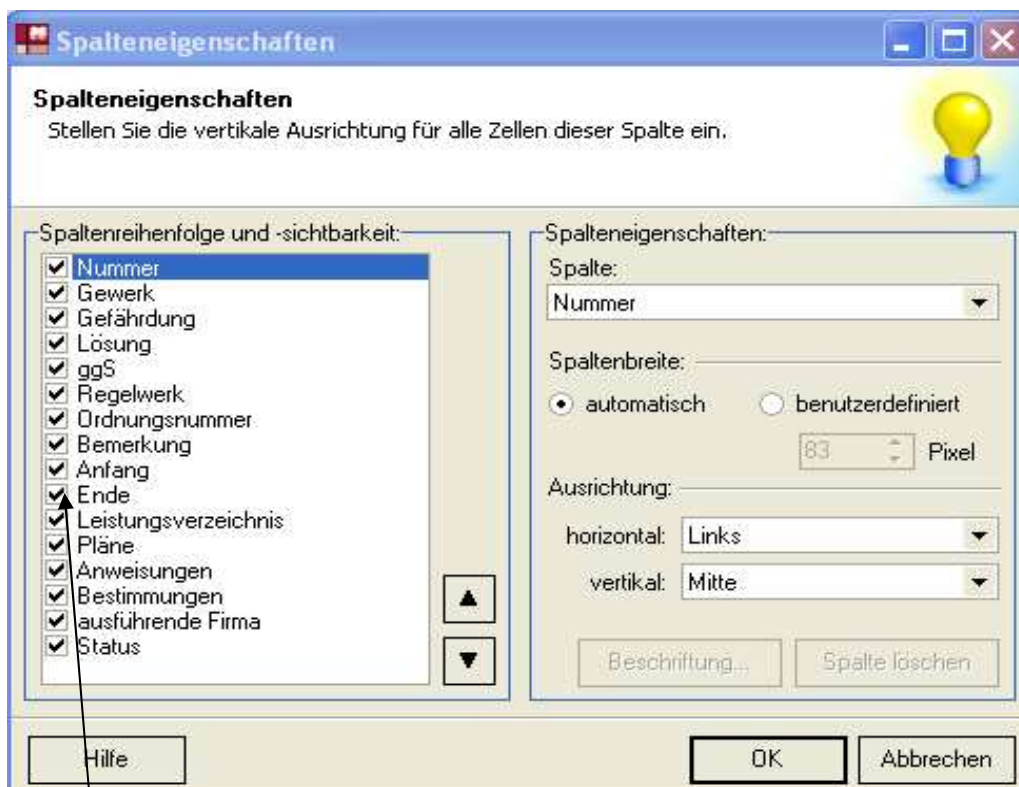 Spalteneigenschaften
Spalteneigenschaften
Stellen Sie die vertikale Ausrichtung für alle Zellen dieser Spalte ein.
Spaltenreihenfolge und -sichtbarkeit:
Nummer
Gewerk
Gefährdung
Lösung
ggS
Regelwerk
Ordnungsnummer
Bemerkung
Anfang
Ende
Leistungsverzeichnis
Pläne
Anweisungen
Bestimmungen
ausführende Firma
Status
Spalteneigenschaften:
Spalte:
Nummer
Spaltenbreite:
automatisch benutzerdefiniert
83 Pixel
Ausrichtung:
horizontal: Links
vertikal: Mitte
Beschriftung... Spalte löschen
Hilfe OK Abbrechen